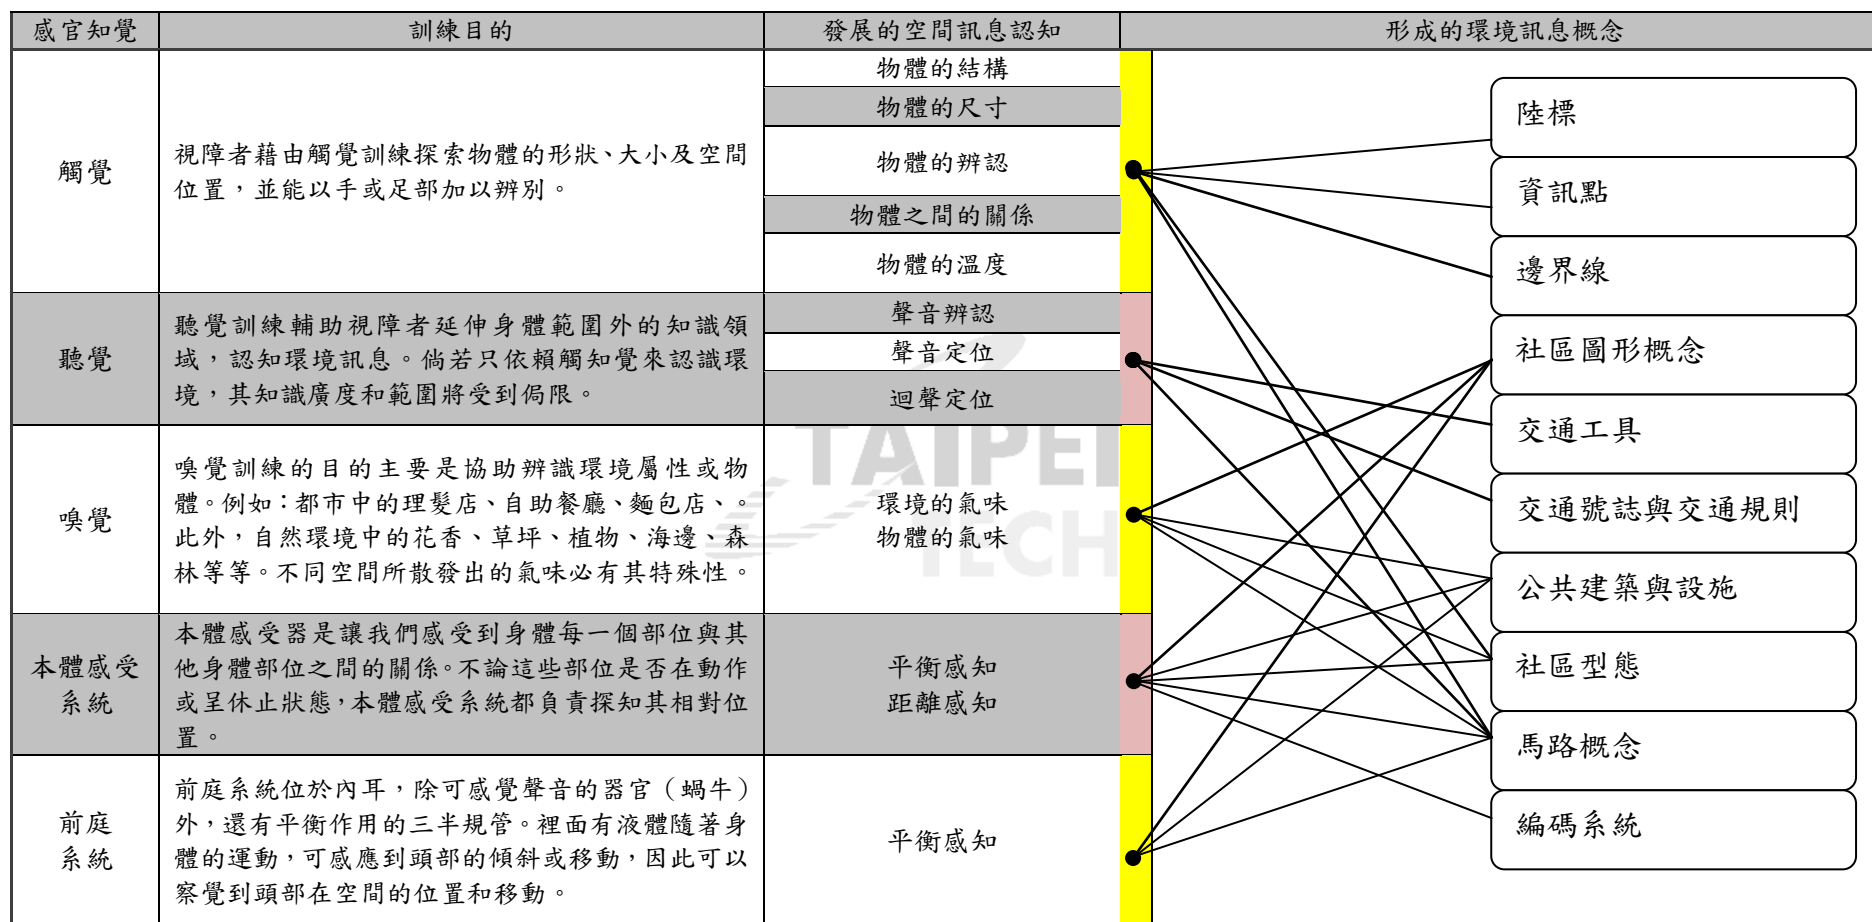 感官知覺 訓練目的 發展的空間訊息認知 形成的環境訊息概念
觸覺
視障者藉由觸覺訓練探索物體的形狀、大小及空間
位置，並能以手或足部加以辨別。
物體的結構
物體的尺寸
物體的辨認
物體之間的關係
物體的溫度
聽覺
聽覺訓練輔助視障者延伸身體範圍外的知識領
域，認知環境訊息。倘若只依賴觸知覺來認識環
境，其知識廣度和範圍將受到侷限。
聲音辨認
聲音定位
迴聲定位
嗅覺
嗅覺訓練的目的主要是協助辨識環境屬性或物
體。例如：都市中的理髮店、自助餐廳、麵包店、。
此外，自然環境中的花香、草坪、植物、海邊、森
林等等。不同空間所散發出的氣味必有其特殊性。
環境的氣味
物體的氣味
本體感受
系統
本體感受器是讓我們感受到身體每一個部位與其
他身體部位之間的關係。不論這些部位是否在動作
或呈休止狀態，本體感受系統都負責探知其相對位
置。
平衡感知
距離感知
前庭
系統
前庭系統位於內耳，除可感覺聲音的器官（蝸牛）
外，還有平衡作用的三半規管。裡面有液體隨著身
體的運動，可感應到頭部的傾斜或移動，因此可以
察覺到頭部在空間的位置和移動。
平衡感知
陸標
資訊點
邊界線
社區圖形概念
交通工具
交通號誌與交通規則
公共建築與設施
社區型態
馬路概念
編碼系統
TAIPEI
TECH